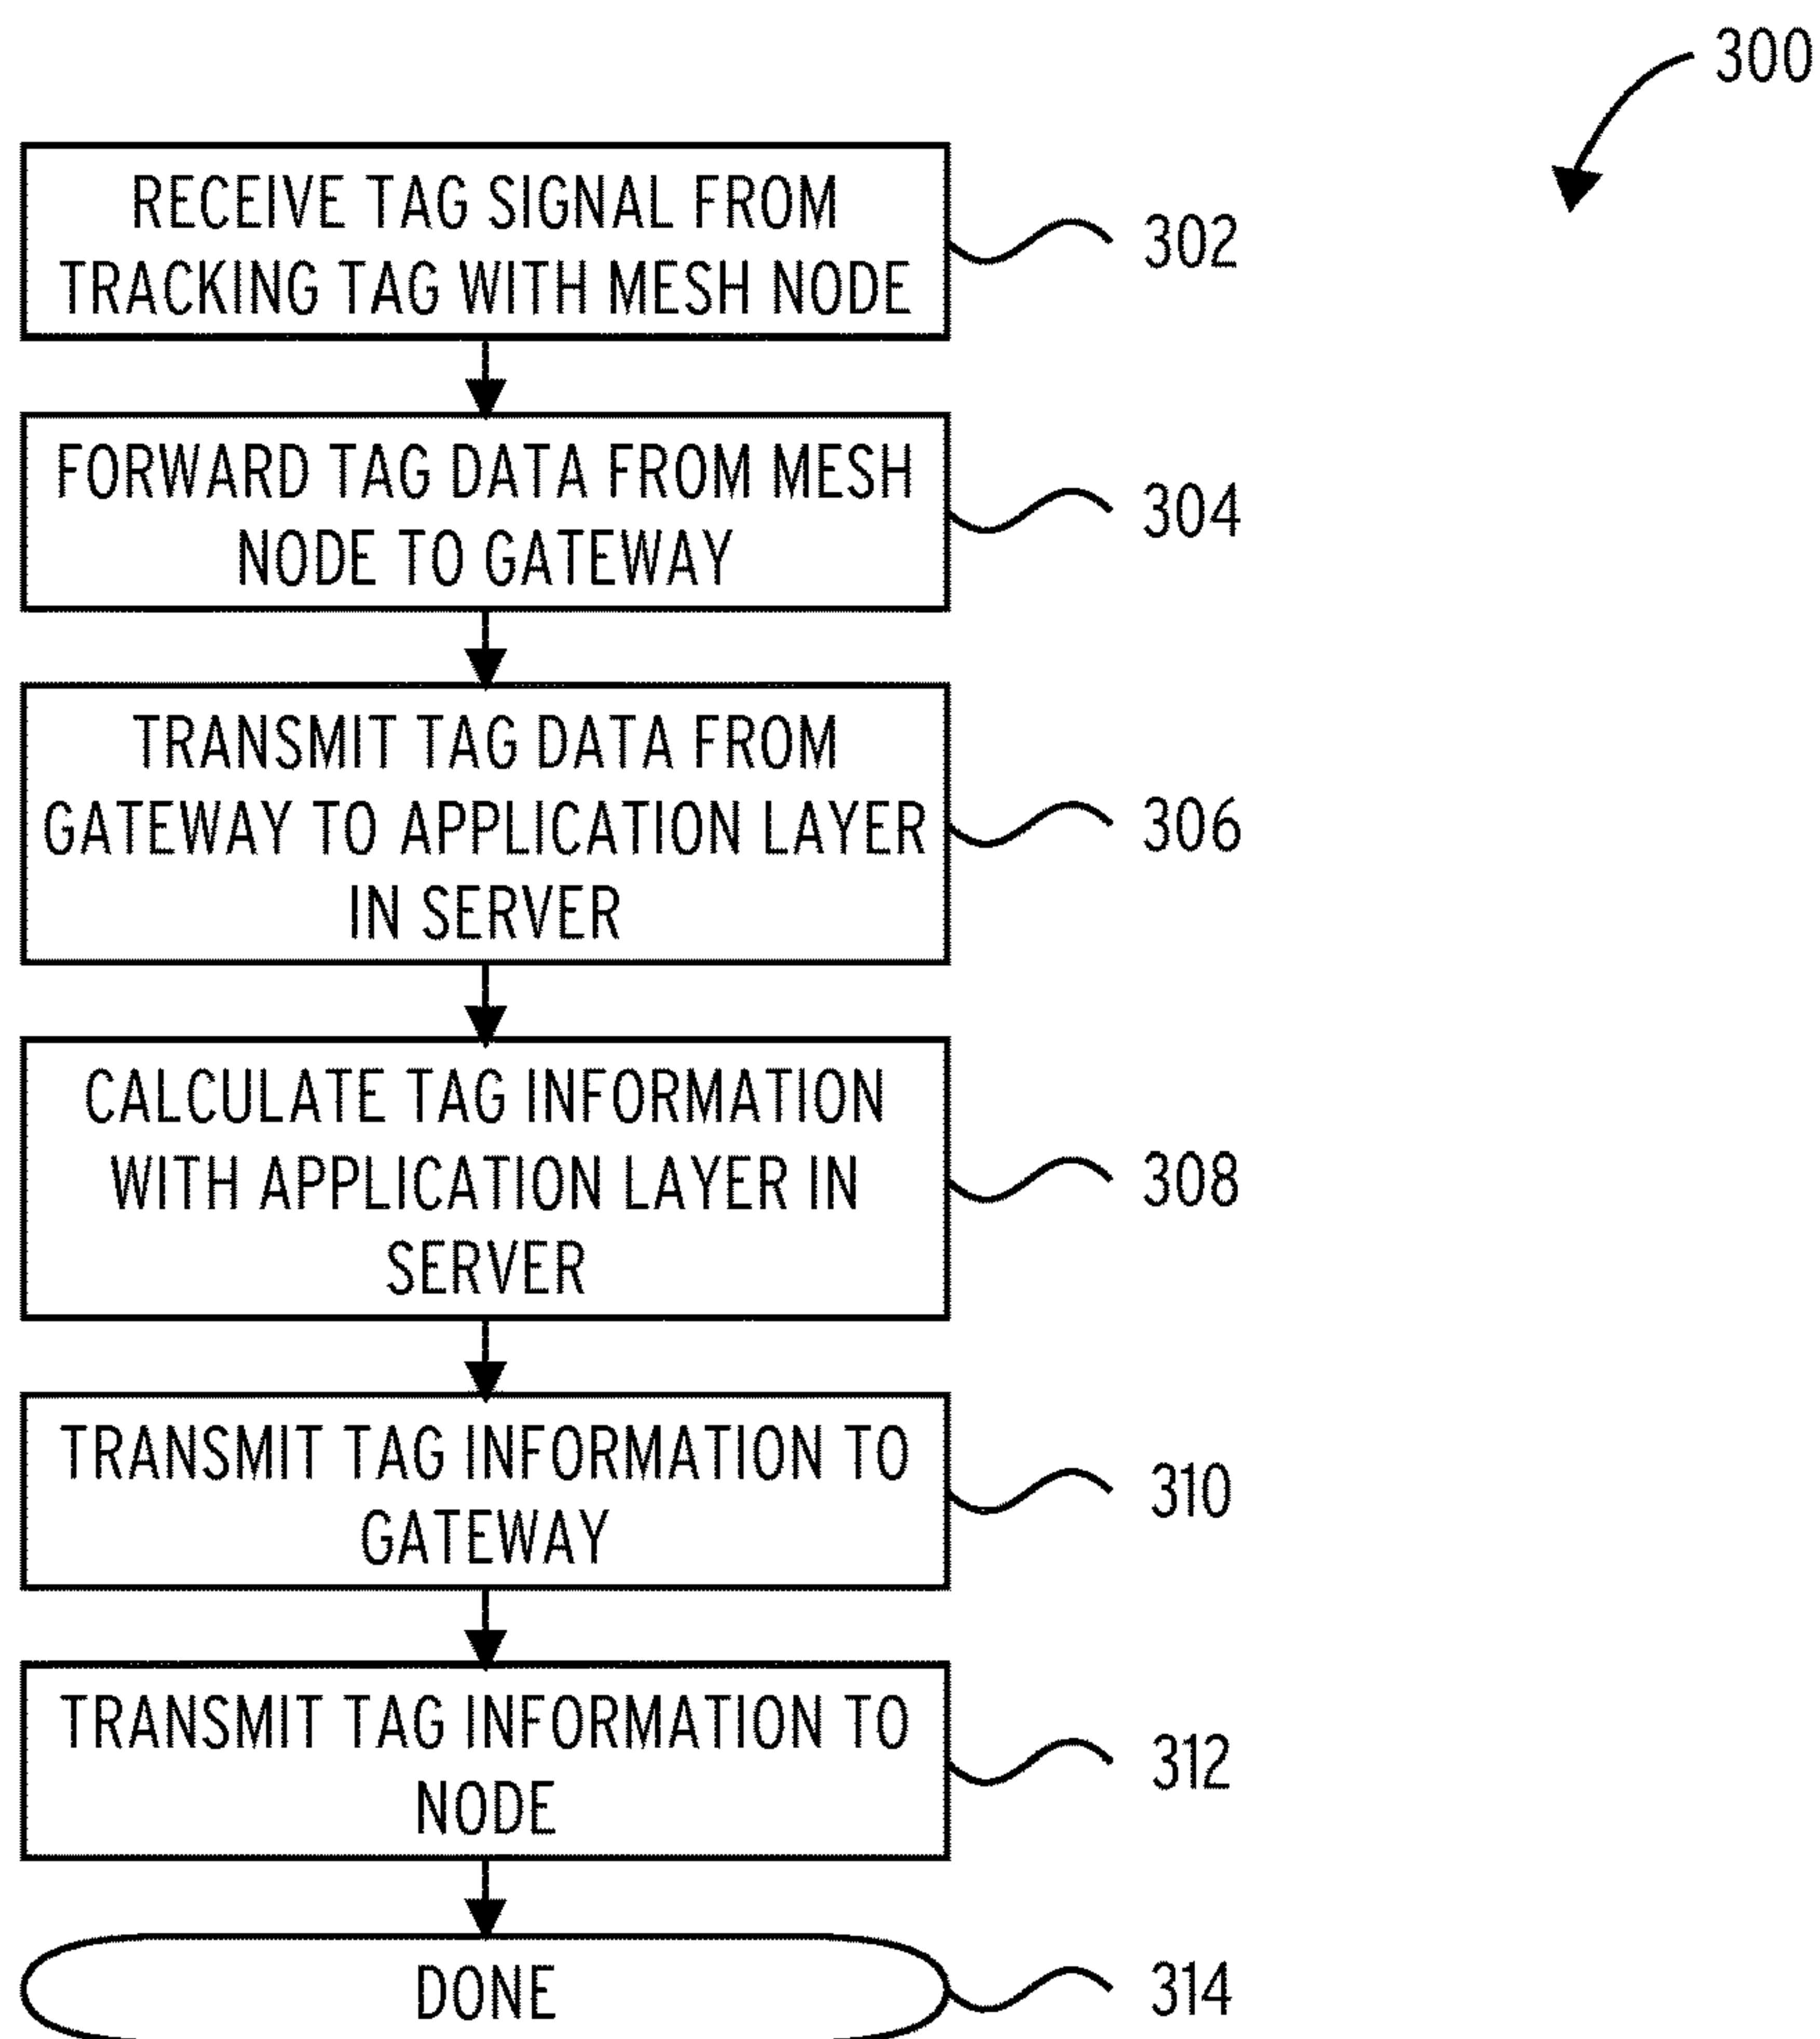 300
RECEIVE TAG SIGNAL FROM
TRACKING TAG WITH MESH NODE
302
FORWARD TAG DATA FROM MESH
NODE TO GATEWAY
304
TRANSMIT TAG DATA FROM
GATEWAY TO APPLICATION LAYER
IN SERVER
306
CALCULATE TAG INFORMATION
WITH APPLICATION LAYER IN
SERVER
308
TRANSMIT TAG INFORMATION TO
GATEWAY
310
TRANSMIT TAG INFORMATION TO
NODE
312
DONE
314